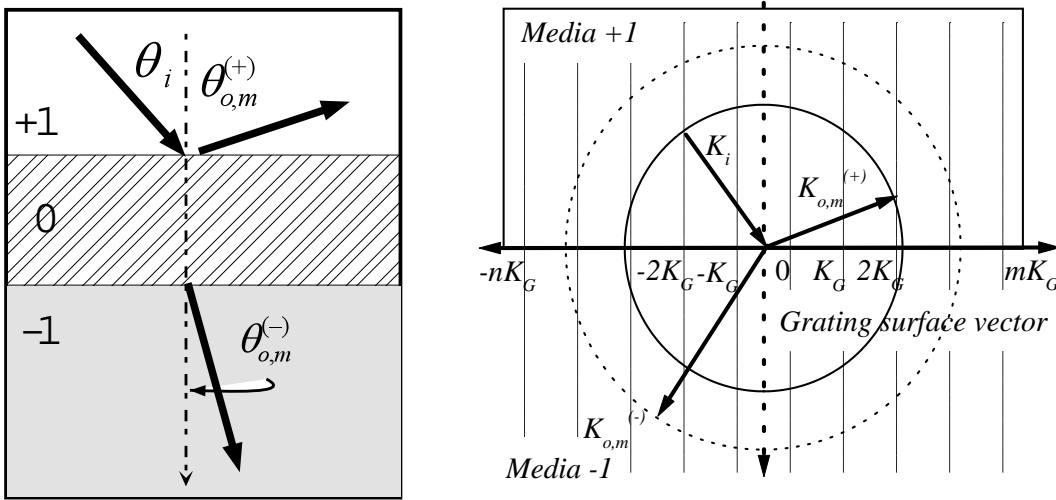 θ_i
θ_{o,m}^{(+)}
+1
0
−1
θ_{o,m}^{(−)}
Media +1
K_i
K_{o,m}^{(+)}
-nK_G -2K_G -K_G 0 K_G 2K_G mK_G
Grating surface vector
K_{o,m}^{(-)}
Media -1